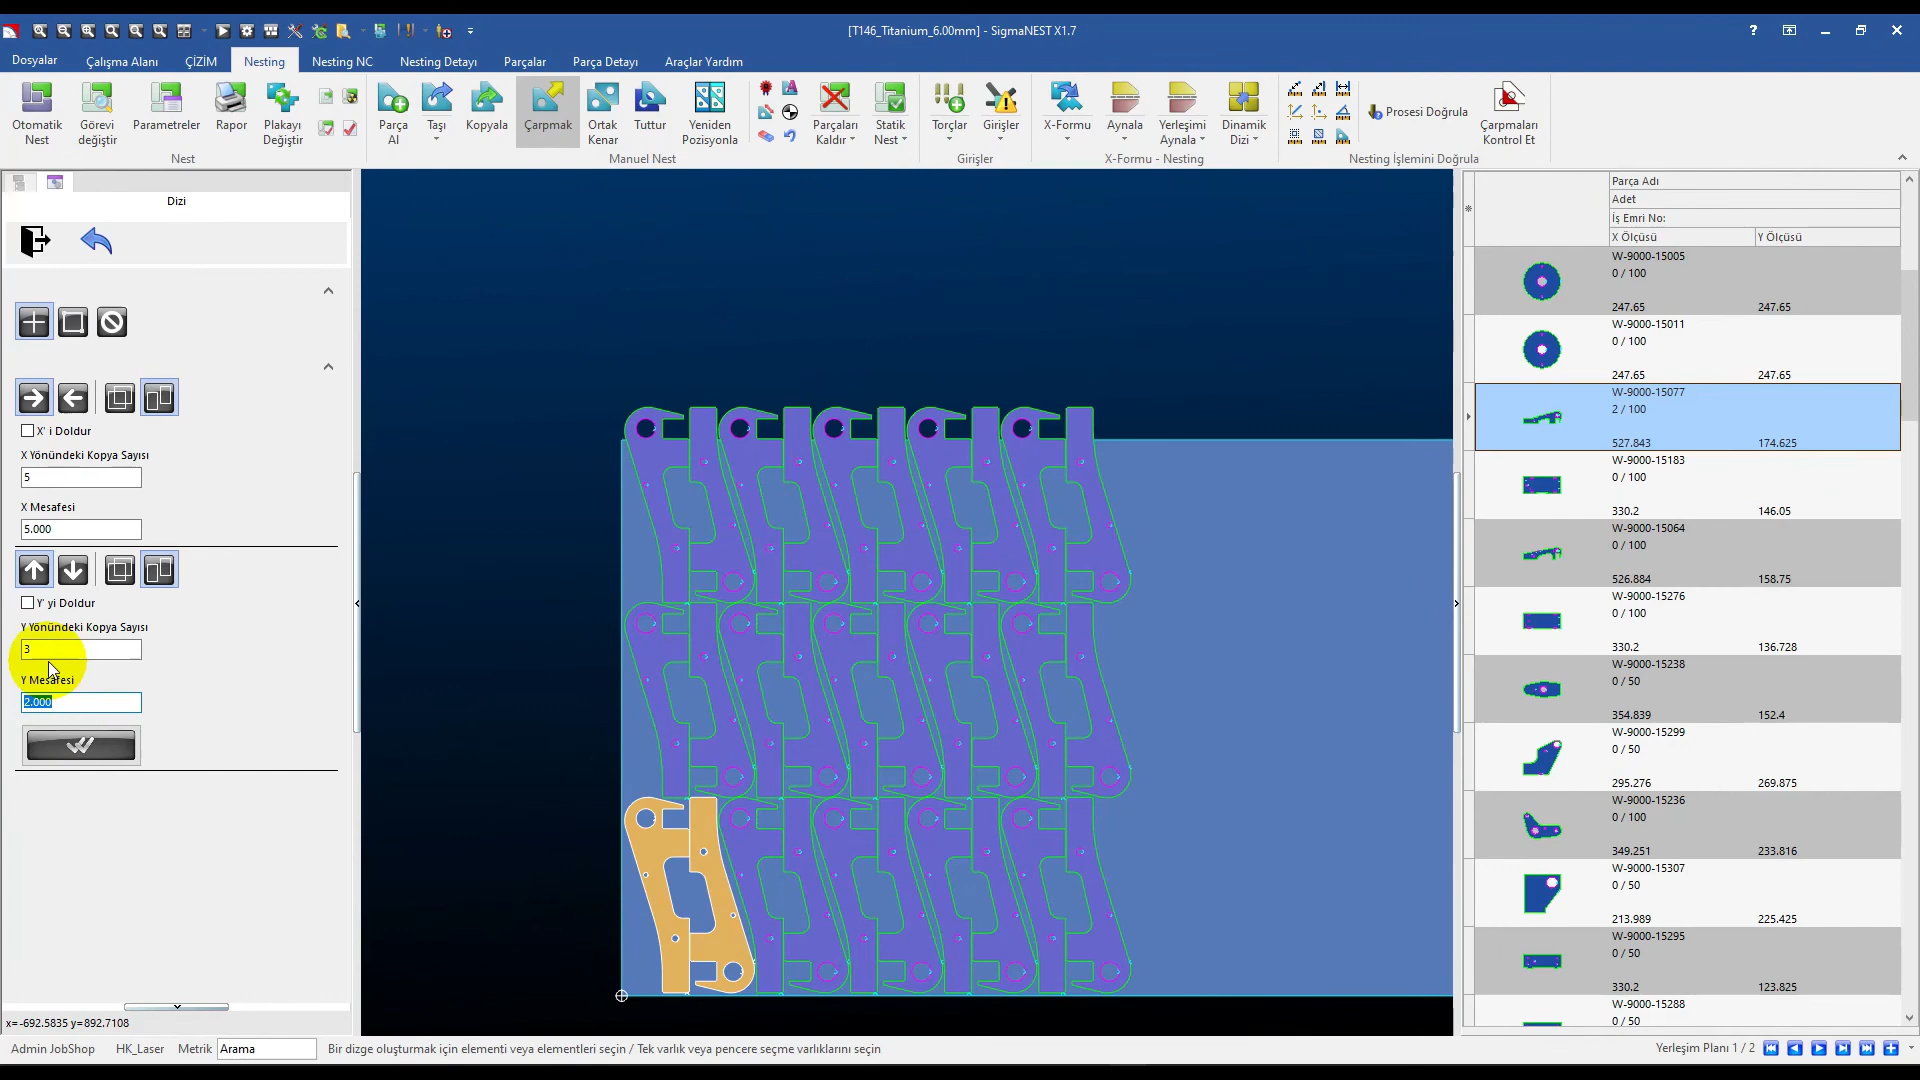 [T146_Titanium_6.00mm] - SigmaNEST X1.7
Dosyalar
Çalışma Alanı
ÇİZİM
Nesting
Nesting NC
Nesting Detayı
Parçalar
Parça Detayı
Araçlar Yardım
Otomatik Nest
Görevi değiştir
Parametreler
Rapor
Plakayı Değiştir
Nest
Parça Al
Taşı
Kopyala
Çarpmak
Ortak Kenar
Tuttur
Yeniden Pozisyonla
Parçaları Kaldır
Statik Nest
Manuel Nest
Torçlar
Girişler
Girişler
X-Formu
Aynala
Yerleşimi Aynala
Dinamik Dizi
X-Formu - Nesting
Prosesi Doğrula
Çarpmaları Kontrol Et
Nesting İşlemini Doğrula
Dizi
X' i Doldur
X Yönündeki Kopya Sayısı
5
X Mesafesi
5.000
Y' yi Doldur
Y Yönündeki Kopya Sayısı
3
Y Mesafesi
2.000
x=-692.5835 y=892.7108
Parça Adı
Adet
İş Emri No:
X Ölçüsü Y Ölçüsü
W-9000-15005
0 / 100
247.65 247.65
W-9000-15011
0 / 100
247.65 247.65
W-9000-15077
2 / 100
527.843 174.625
W-9000-15183
0 / 100
330.2 146.05
W-9000-15064
0 / 100
526.884 158.75
W-9000-15276
0 / 100
330.2 136.728
W-9000-15238
0 / 50
354.839 152.4
W-9000-15299
0 / 50
295.276 269.875
W-9000-15236
0 / 100
349.251 233.816
W-9000-15307
0 / 50
213.989 225.425
W-9000-15295
0 / 50
330.2 123.825
W-9000-15288
0 / 50
Admin JobShop
HK_Laser
Metrik
Arama
Bir dizge oluşturmak için elementi veya elementleri seçin / Tek varlık veya pencere seçme varlıklarını seçin
Yerleşim Planı 1 / 2